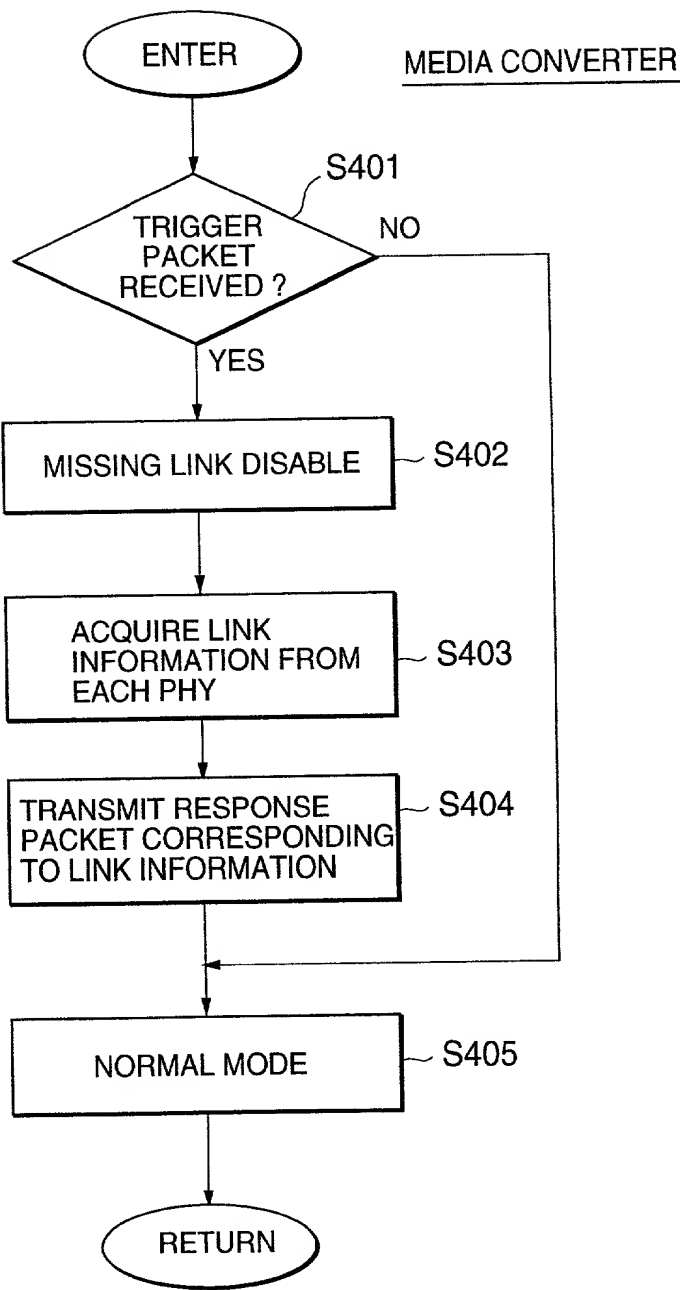 ENTER
MEDIA CONVERTER
S401
TRIGGER
PACKET
RECEIVED ?
NO
YES
MISSING LINK DISABLE
S402
ACQUIRE LINK
INFORMATION FROM
EACH PHY
S403
TRANSMIT RESPONSE
PACKET CORRESPONDING
TO LINK INFORMATION
S404
NORMAL MODE
S405
RETURN